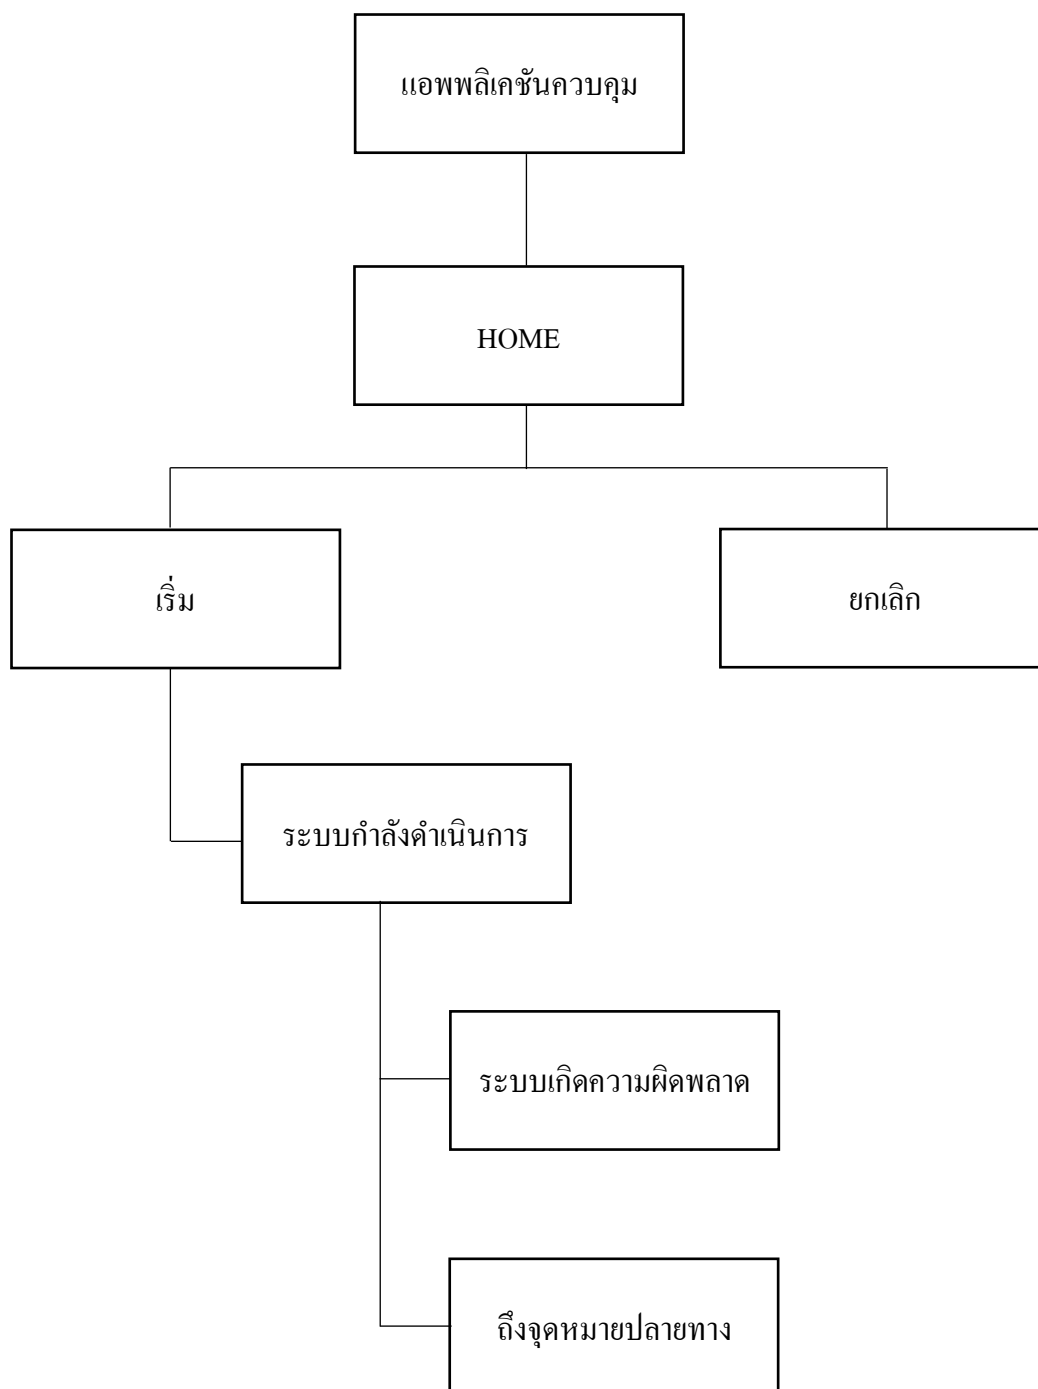 แอพพลิเคชันควบคุม
HOME
เริ่ม
ยกเลิก
ระบบกำลังดำเนินการ
ระบบเกิดความผิดพลาด
ถึงจุดหมายปลายทาง